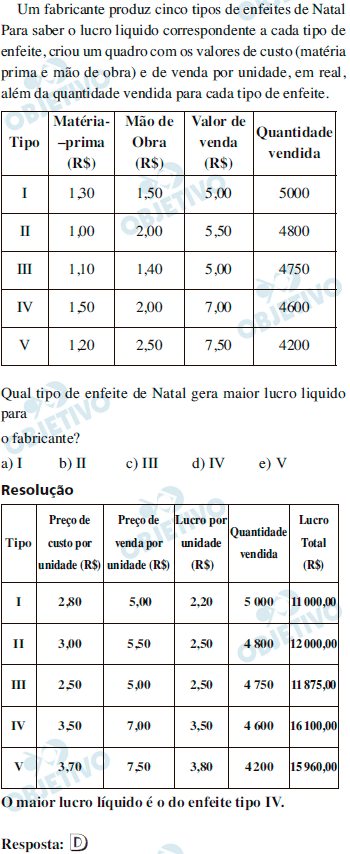 Um fabricante produz cinco tipos de enfeites de Natal
Para saber o lucro liquido correspondente a cada tipo de
enfeite, criou um quadro com os valores de custo (matéria
prima e mão de obra) e de venda por unidade, em real,
além da quantidade vendida para cada tipo de enfeite.
Tipo Matéria-–prima (R$) Mão de Obra (R$) Valor de venda (R$) Quantidade vendida
I 1,30 1,50 5,00 5000
II 1,00 2,00 5,50 4800
III 1,10 1,40 5,00 4750
IV 1,50 2,00 7,00 4600
V 1,20 2,50 7,50 4200
Qual tipo de enfeite de Natal gera maior lucro liquido
para
o fabricante?
a) I b) II c) III d) IV e) V
Resolução
Tipo Preço de custo por unidade (R$) Preço de venda por unidade (R$) Lucro por unidade (R$) Quantidade vendida Lucro Total (R$)
I 2,80 5,00 2,20 5 000 11 000,00
II 3,00 5,50 2,50 4 800 12 000,00
III 2,50 5,00 2,50 4 750 11 875,00
IV 3,50 7,00 3,50 4 600 16 100,00
V 3,70 7,50 3,80 4 200 15 960,00
O maior lucro líquido é o do enfeite tipo IV.
Resposta: D
OBJETIVO